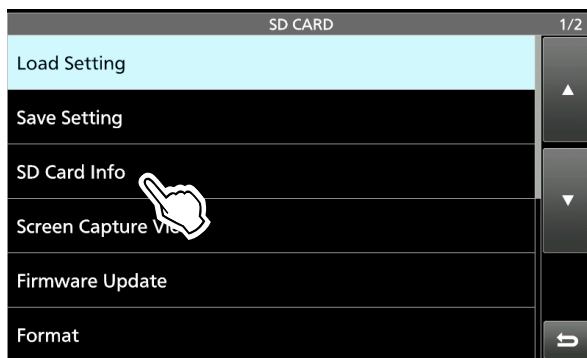 SD CARD
1/2
Load Setting
Save Setting
SD Card Info
Screen Capture
Firmware Update
Format